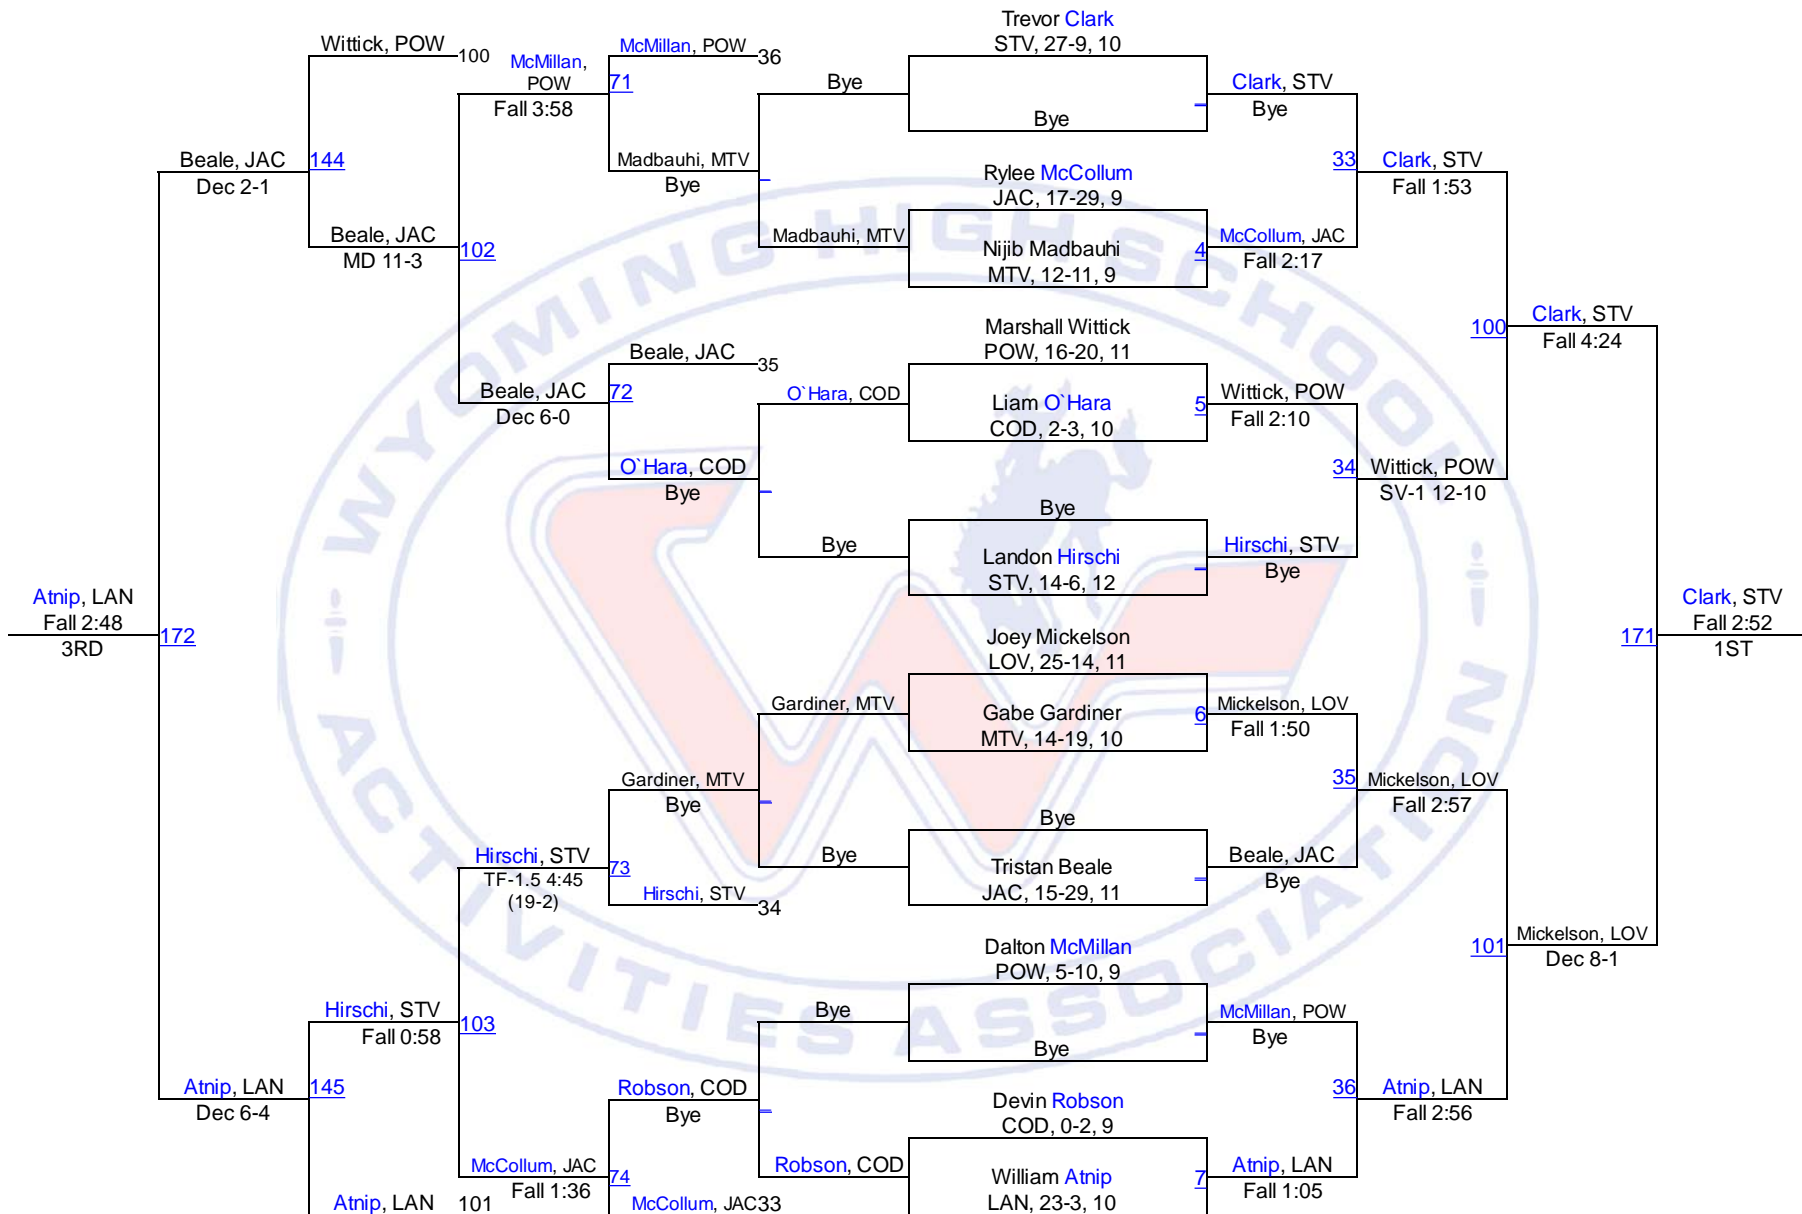 Trevor Clark
Wittick, POW
100
McMillan, POW
36
STV, 27-9, 10
McMillan,
POW
71
Bye
Clark, STV
Fall 3:58
Bye
Bye
Beale, JAC
144
Madbauhi, MTV
33
Clark, STV
Dec 2-1
Bye
Rylee McCollum
Fall 1:53
JAC, 17-29, 9
Beale, JAC
Madbauhi, MTV
Nijib Madbauhi
4
McCollum, JAC
MD 11-3
102
MTV, 12-11, 9
Fall 2:17
Marshall Wittick
100
Clark, STV
Beale, JAC
35
POW, 16-20, 11
Fall 4:24
Beale, JAC
72
O`Hara, COD
Liam O`Hara
5
Wittick, POW
Dec 6-0
COD, 2-3, 10
Fall 2:10
O`Hara, COD
34
Wittick, POW
Bye
Bye
SV-1 12-10
Bye
Landon Hirschi
Hirschi, STV
STV, 14-6, 12
Bye
Atnip, LAN
Clark, STV
Fall 2:48
172
Joey Mickelson
171
Fall 2:52
3RD
LOV, 25-14, 11
1ST
Gardiner, MTV
Gabe Gardiner
6
Mickelson, LOV
MTV, 14-19, 10
Fall 1:50
Gardiner, MTV
35
Mickelson, LOV
Bye
Bye
Fall 2:57
Hirschi, STV
73
Bye
Tristan Beale
Beale, JAC
TF-1.5 4:45
(19-2)
Hirschi, STV
34
JAC, 15-29, 11
Bye
Dalton McMillan
101
Mickelson, LOV
POW, 5-10, 9
Dec 8-1
Hirschi, STV
103
Bye
McMillan, POW
Fall 0:58
Bye
Bye
Atnip, LAN
145
Robson, COD
36
Atnip, LAN
Dec 6-4
Bye
Devin Robson
Fall 2:56
COD, 0-2, 9
McCollum, JAC
74
Robson, COD
William Atnip
7
Atnip, LAN
Fall 1:36
LAN, 23-3, 10
Fall 1:05
Atnip, LAN
101
McCollum, JAC
33
WYOMING HIGH SCHOOL
ACTIVITIES ASSOCIATION